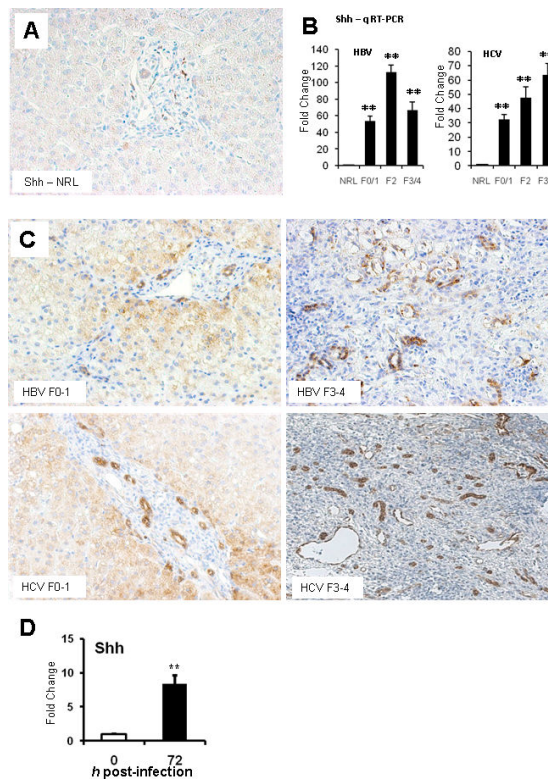 A
Shh – NRL
B
Shh – qRT-PCR
HBV
Fold Change
140
120
100
80
60
40
20
0
**
**
**
NRL F0/1 F2 F3/4
HCV
Fold Change
80
70
60
50
40
30
20
10
0
**
**
**
NRL F0/1 F2 F3
C
HBV F0-1
HBV F3-4
HCV F0-1
HCV F3-4
D
Shh
Fold Change
15
10
5
0
**
0 72
h post-infection